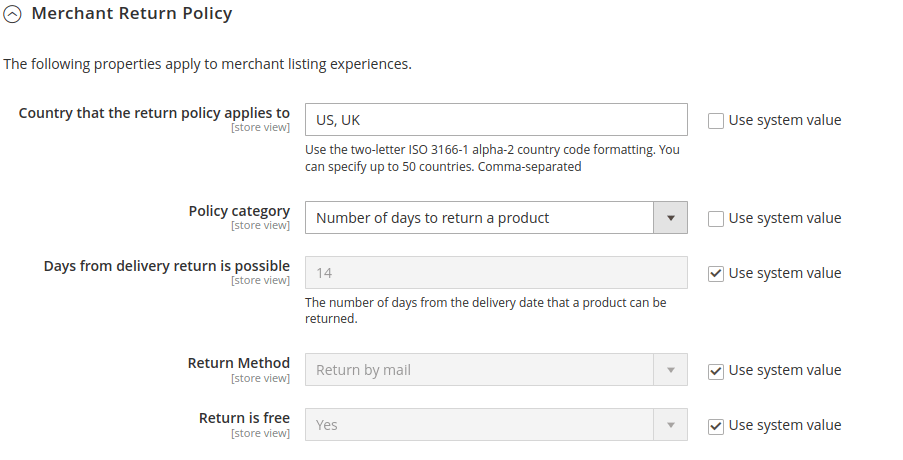 Merchant Return Policy
The following properties apply to merchant listing experiences.
Country that the return policy applies to
[store view]
US, UK
Use system value
Use the two-letter ISO 3166-1 alpha-2 country code formatting. You
can specify up to 50 countries. Comma-separated
Policy category
[store view]
Number of days to return a product
Use system value
Days from delivery return is possible
[store view]
14
Use system value
The number of days from the delivery date that a product can be
returned.
Return Method
[store view]
Return by mail
Use system value
Return is free
[store view]
Yes
Use system value